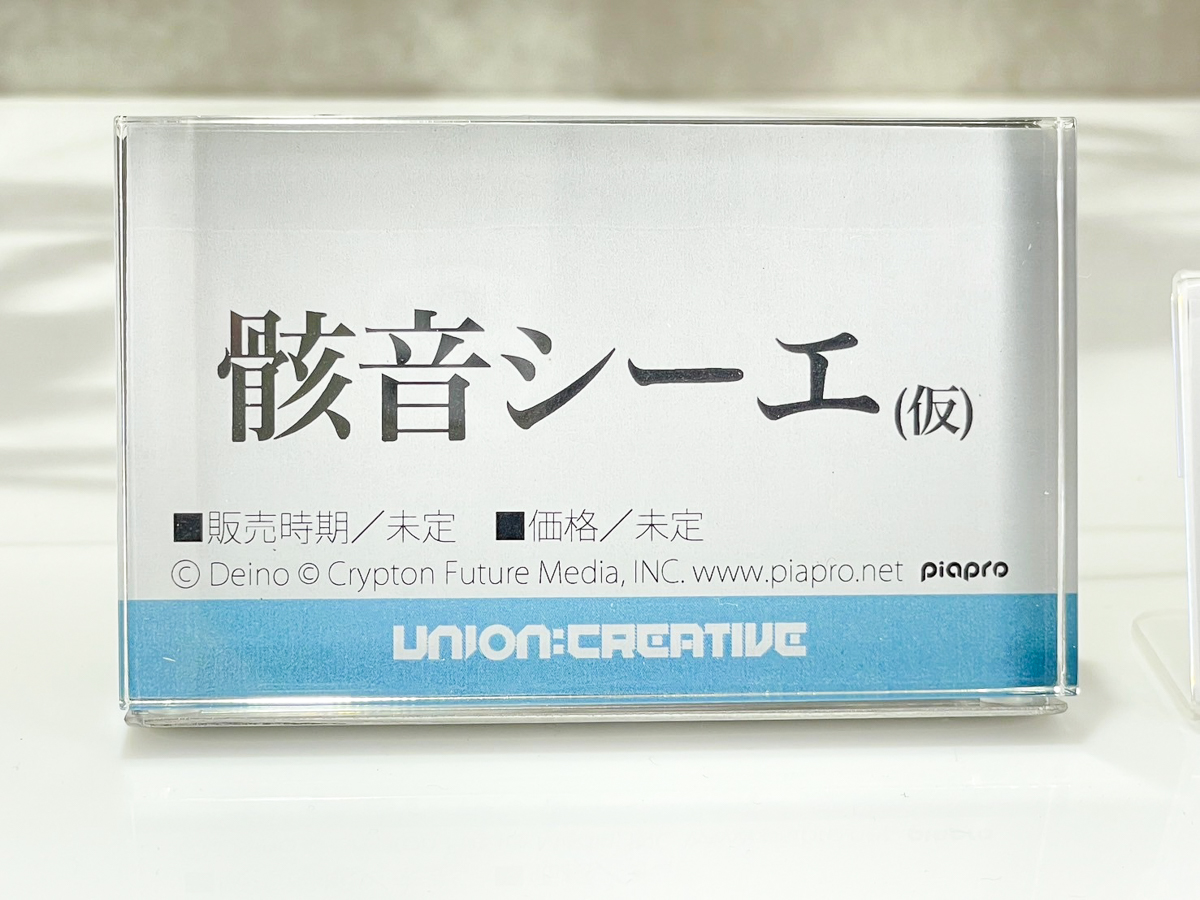 骸音シーエ(仮)
■販売時期／未定 ■価格／未定
© Deino © Crypton Future Media, INC. www.piapro.net piapro
UNION:CREATIVE